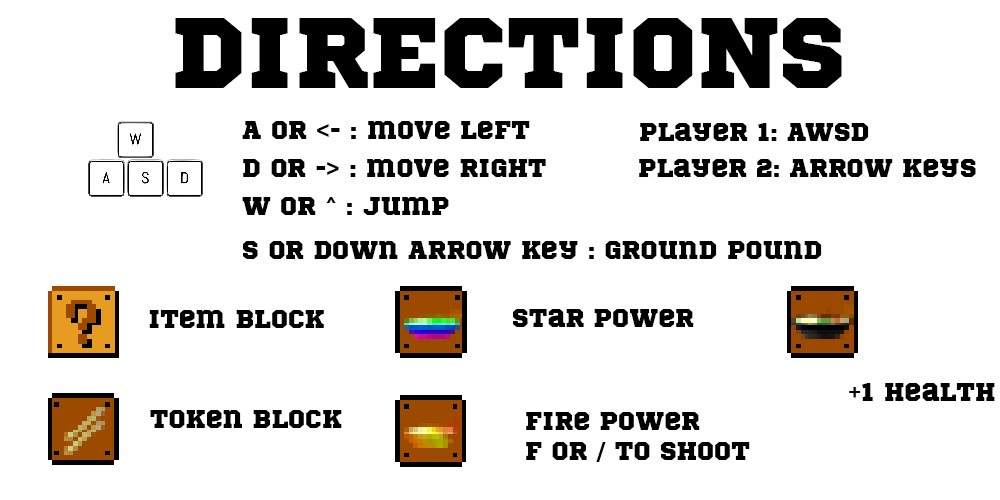 DIRECTIONS
W
A S D
A OR <- : MOVE LEFT
D OR -> : MOVE RIGHT
W OR ^ : JUMP
S OR DOWN ARROW KEY : GROUND POUND
PLAYER 1: AWSD
PLAYER 2: ARROW KEYS
?
ITEM BLOCK
STAR POWER
+1 HEALTH
TOKEN BLOCK
FIRE POWER
F OR / TO SHOOT